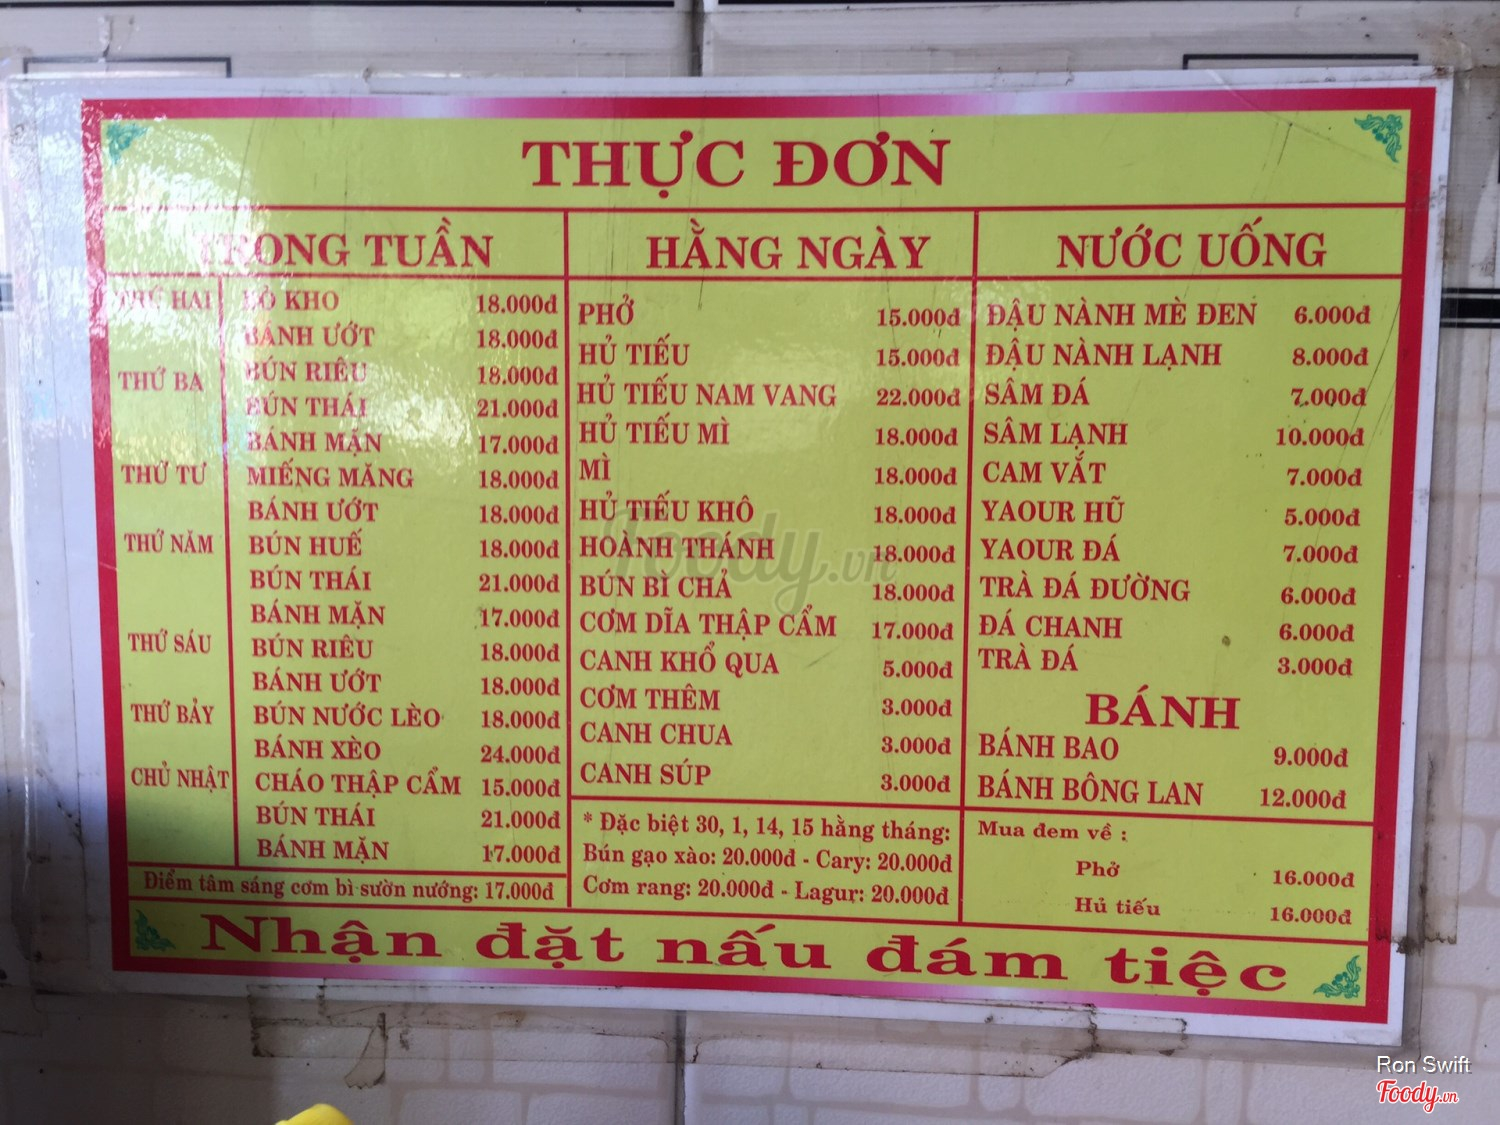 THỰC ĐƠN
TRONG TUẦN
THỨ HAI BÒ KHO 18.000đ
BÁNH ƯỚT 18.000đ
THỨ BA BÚN RIÊU 18.000đ
BÚN THÁI 21.000đ
BÁNH MẶN 17.000đ
THỨ TƯ MIẾNG MĂNG 18.000đ
BÁNH ƯỚT 18.000đ
THỨ NĂM BÚN HUẾ 18.000đ
BÚN THÁI 21.000đ
BÁNH MẶN 17.000đ
THỨ SÁU BÚN RIÊU 18.000đ
BÁNH ƯỚT 18.000đ
THỨ BẢY BÚN NƯỚC LÈO 18.000đ
BÁNH XÈO 24.000đ
CHỦ NHẬT CHÁO THẬP CẨM 15.000đ
BÚN THÁI 21.000đ
BÁNH MẶN 17.000đ
Điểm tâm sáng cơm bì sườn nướng: 17.000đ
HẰNG NGÀY
PHỞ 15.000đ
HỦ TIẾU 15.000đ
HỦ TIẾU NAM VANG 22.000đ
HỦ TIẾU MÌ 18.000đ
MÌ 18.000đ
HỦ TIẾU KHÔ 18.000đ
HOÀNH THÁNH 18.000đ
BÚN BÌ CHẢ 18.000đ
CƠM DĨA THẬP CẨM 17.000đ
CANH KHỔ QUA 5.000đ
CƠM THÊM 3.000đ
CANH CHUA 3.000đ
CANH SÚP 3.000đ
* Đặc biệt 30, 1, 14, 15 hằng tháng:
Bún gạo xào: 20.000đ - Cary: 20.000đ
Cơm rang: 20.000đ - Lagur: 20.000đ
NƯỚC UỐNG
ĐẬU NÀNH MÈ ĐEN 6.000đ
ĐẬU NÀNH LẠNH 8.000đ
SÂM ĐÁ 7.000đ
SÂM LẠNH 10.000đ
CAM VẮT 7.000đ
YAOUR HŨ 5.000đ
YAOUR ĐÁ 7.000đ
TRÀ ĐÁ ĐƯỜNG 6.000đ
ĐÁ CHANH 6.000đ
TRÀ ĐÁ 3.000đ
BÁNH
BÁNH BAO 9.000đ
BÁNH BÔNG LAN 12.000đ
Mua đem về :
Phở 16.000đ
Hủ tiếu 16.000đ
Nhận đặt nấu đám tiệc
Foody.vn
Ron Swift
Foody.vn